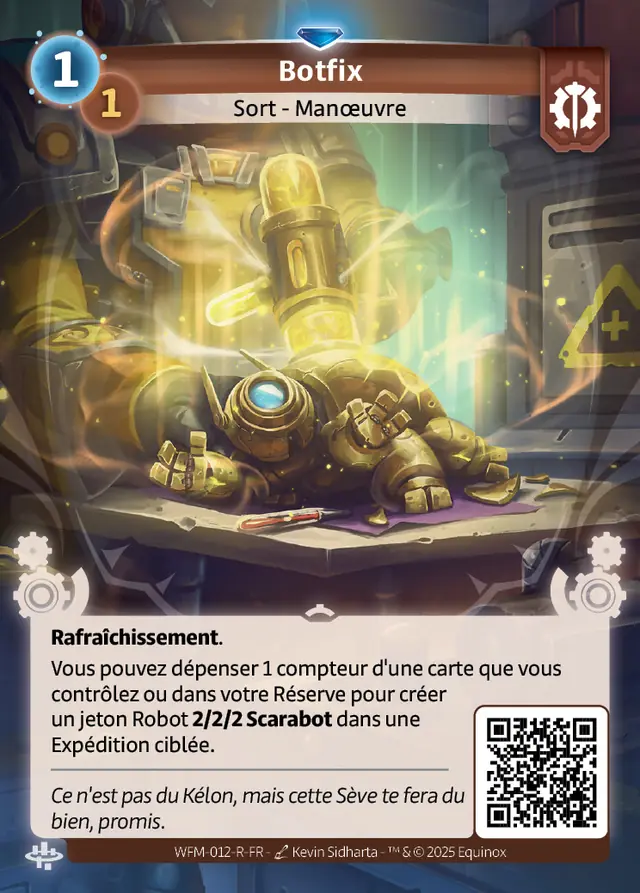 1
Botfix
1
Sort - Manœuvre
Rafraîchissement.
Vous pouvez dépenser 1 compteur d'une carte que vous
contrôlez ou dans votre Réserve pour créer
un jeton Robot 2/2/2 Scarabot dans une
Expédition ciblée.
Ce n'est pas du Kélon, mais cette Sève te fera du
bien, promis.
WFM-012-R-FR - Kevin Sidharta - ™ & © 2025 Equinox